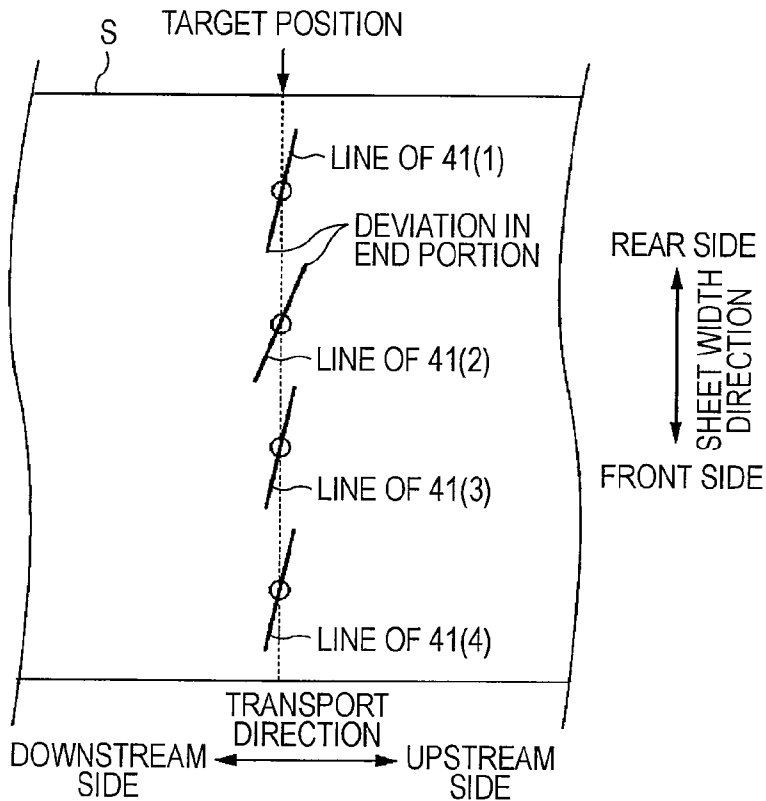 TARGET POSITION
S
LINE OF 41(1)
DEVIATION IN
END PORTION
REAR SIDE
LINE OF 41(2)
SHEET WIDTH
DIRECTION
FRONT SIDE
LINE OF 41(3)
LINE OF 41(4)
TRANSPORT
DIRECTION
DOWNSTREAM
SIDE
UPSTREAM
SIDE